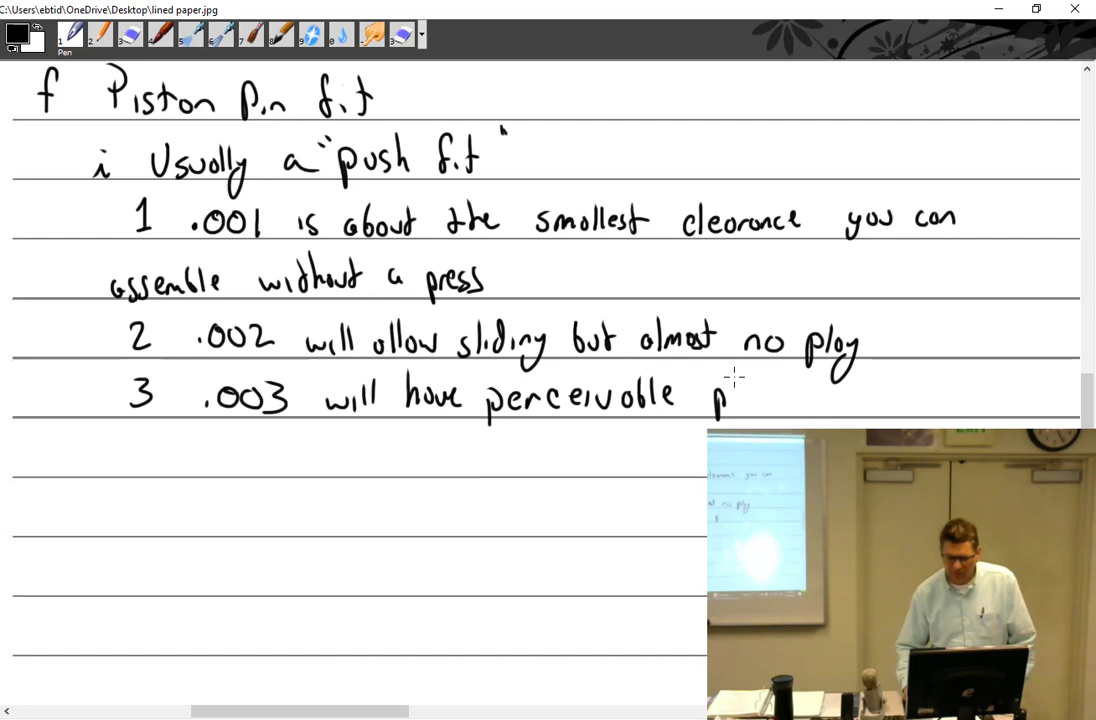 C:\Users\ebtid\OneDrive\Desktop\lined paper.jpg
Pen
f Piston Pin fit
i Usually a "push fit"
1 .001 is about the smallest clearance you can
assemble without a press
2 .002 will allow sliding but almost no play
3 .003 will have perceivable p
EXIT